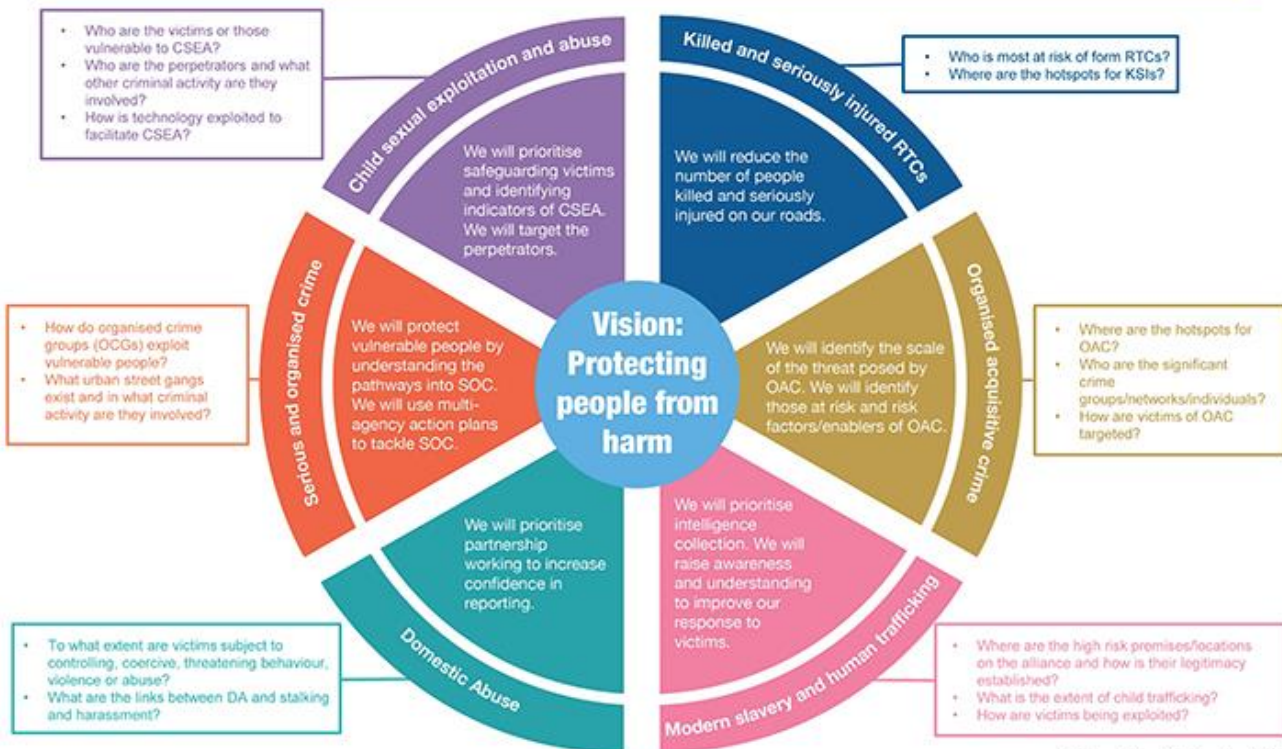 Child sexual exploitation and abuse
• Who are the victims or those
vulnerable to CSEA?
• Who are the perpetrators and what
other criminal activity are they
involved?
• How is technology exploited to
facilitate CSEA?
We will prioritise
safeguarding victims
and identifying
indicators of CSEA.
We will target the
perpetrators.
Killed and seriously injured RTCs
• Who is most at risk of form RTCs?
• Where are the hotspots for KSIs?
We will reduce the
number of people
killed and seriously
injured on our roads.
Serious and organised crime
• How do organised crime
groups (OCGs) exploit
vulnerable people?
• What urban street gangs
exist and in what criminal
activity are they involved?
We will protect
vulnerable people by
understanding the
pathways into SOC.
We will use multi-
agency action plans
to tackle SOC.
Vision:
Protecting
people from
harm
Organised acquisitive crime
We will identify the scale
of the threat posed by
OAC. We will identify
those at risk and risk
factors/enablers of OAC.
• Where are the hotspots for
OAC?
• Who are the significant
crime
groups/networks/individuals?
• How are victims of OAC
targeted?
Domestic Abuse
We will prioritise
partnership
working to increase
confidence in
reporting.
• To what extent are victims subject to
controlling, coercive, threatening behaviour,
violence or abuse?
• What are the links between DA and stalking
and harassment?
Modern slavery and human trafficking
We will prioritise
intelligence
collection. We will
raise awareness
and understanding
to improve our
response to
victims.
• Where are the high risk premises/locations
on the alliance and how is their legitimacy
established?
• What is the extent of child trafficking?
• How are victims being exploited?